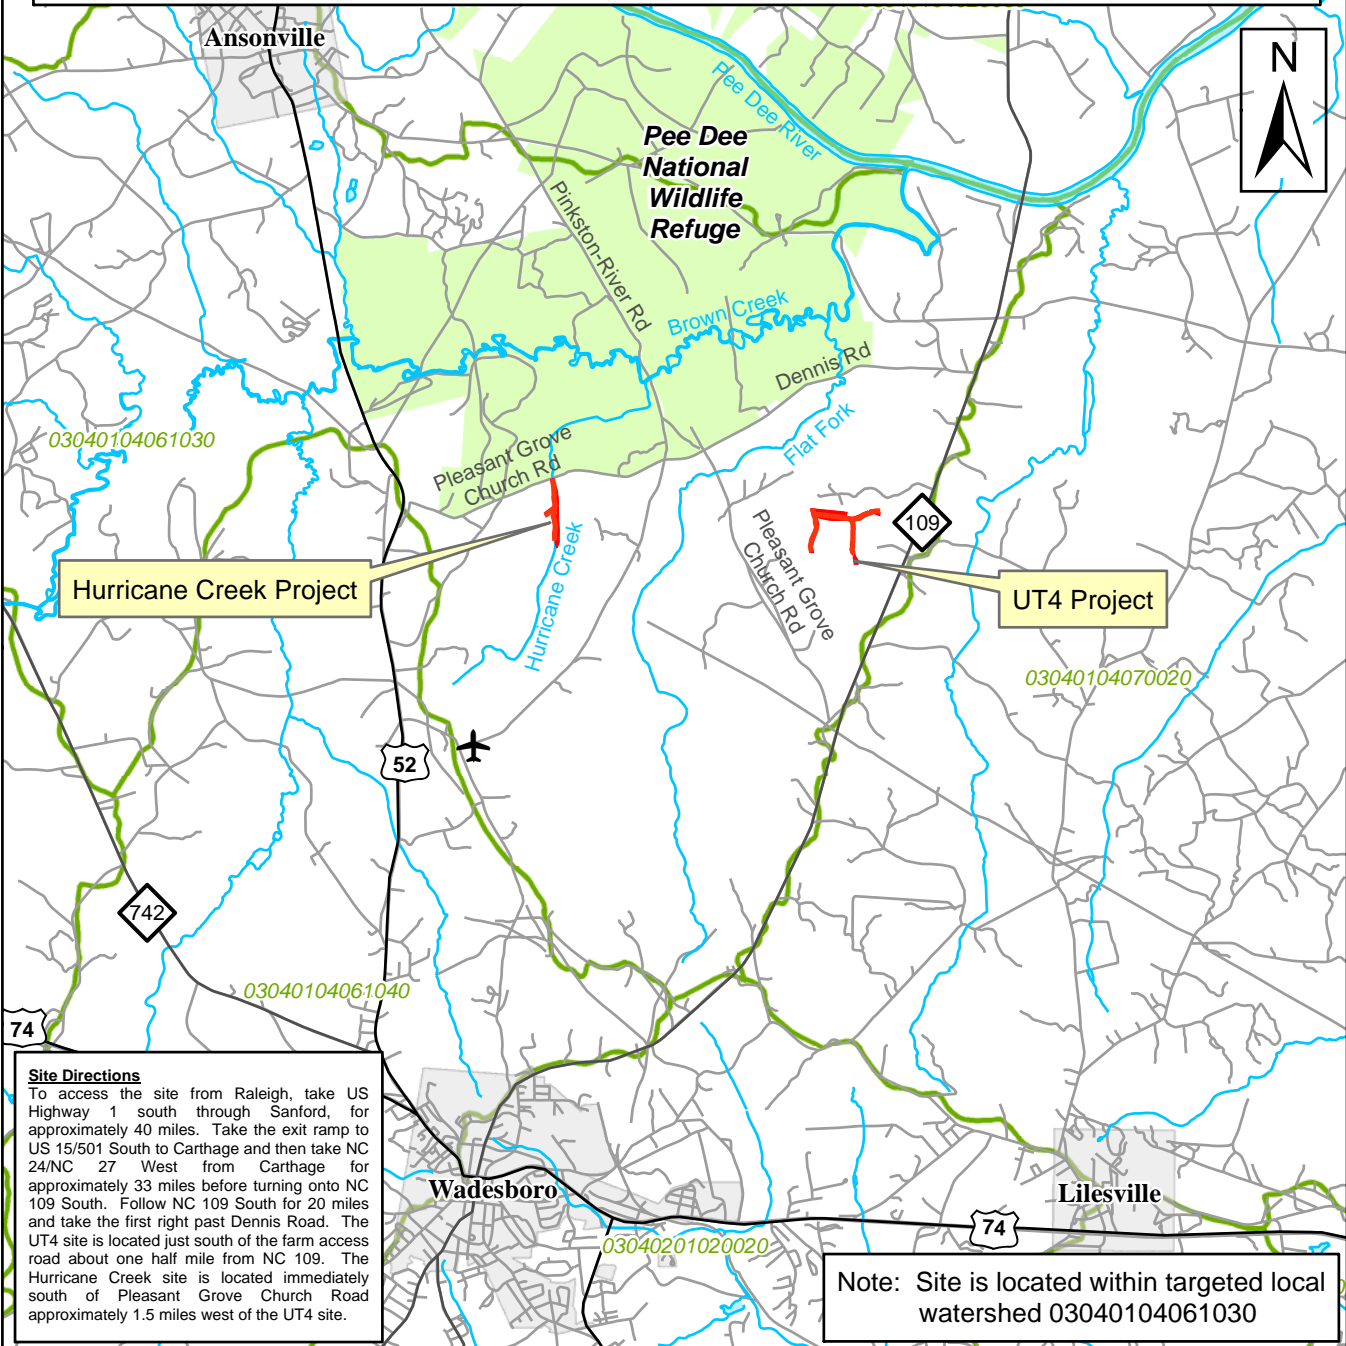 Ansonville
N
Pee Dee River
Pee Dee
National
Wildlife
Refuge
Pinkston-River Rd
Brown Creek
Dennis Rd
03040104061030
Flat Fork
Pleasant Grove
Church Rd
109
Pleasant Grove
Church Rd
Hurricane Creek Project
Hurricane Creek
UT4 Project
03040104070020
52
742
03040104061040
74
Site Directions
To access the site from Raleigh, take US
Highway 1 south through Sanford, for
approximately 40 miles. Take the exit ramp to
US 15/501 South to Carthage and then take NC
24/NC 27 West from Carthage for
approximately 33 miles before turning onto NC
109 South. Follow NC 109 South for 20 miles
and take the first right past Dennis Road. The
UT4 site is located just south of the farm access
road about one half mile from NC 109. The
Hurricane Creek site is located immediately
south of Pleasant Grove Church Road
approximately 1.5 miles west of the UT4 site.
Wadesboro
Lilesville
74
03040201020020
Note: Site is located within targeted local
watershed 03040104061030